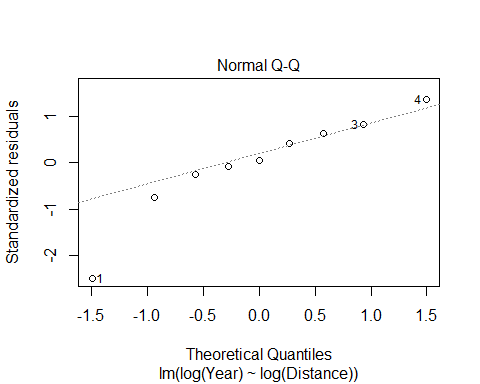 Normal Q-Q
Standardized residuals
1
0
-1
-2
4
3
1
-1.5 -1.0 -0.5 0.0 0.5 1.0 1.5
Theoretical Quantiles
lm(log(Year) ~ log(Distance))